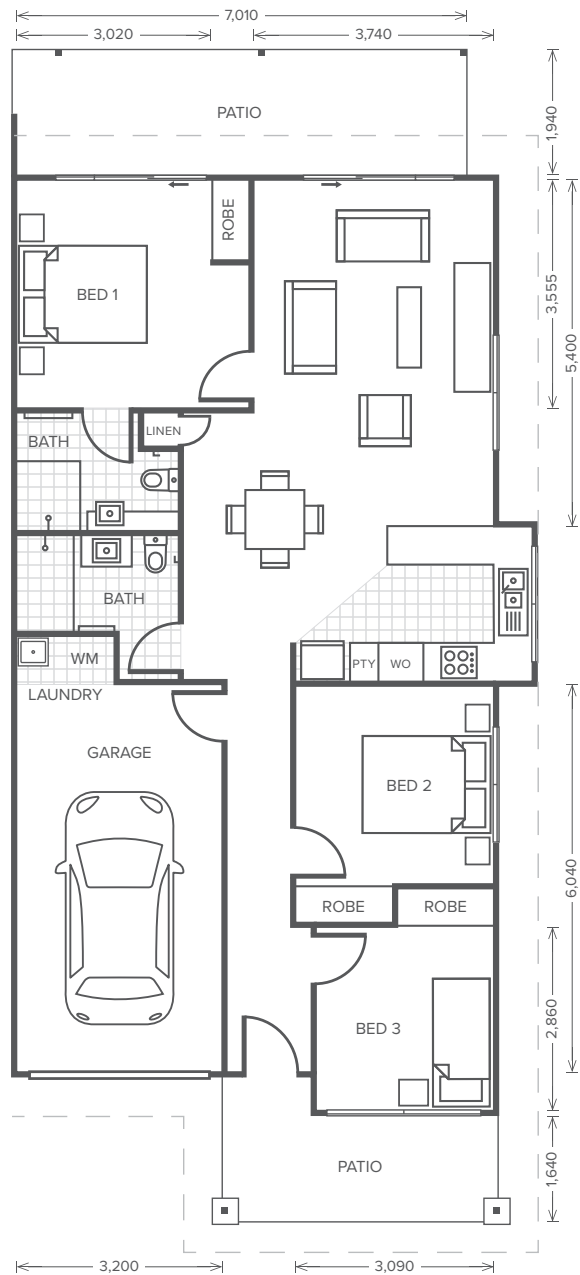 7,010
3,020
3,740
PATIO
1,940
ROBE
BED 1
3,555
5,400
BATH
LINEN
BATH
WM
PTY
WO
LAUNDRY
GARAGE
BED 2
6,040
ROBE
ROBE
2,860
BED 3
PATIO
1,640
3,200
3,090